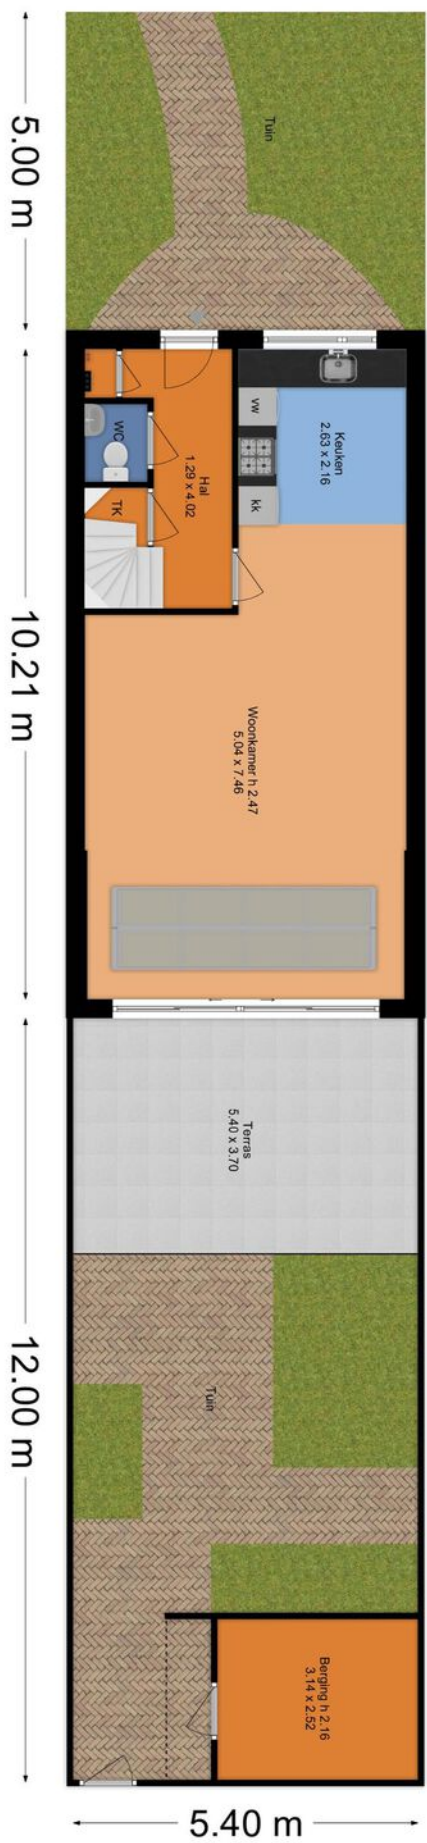 5.00 m
Tuin
10.21 m
Keuken
2.63 x 2.16
vw
kk
WC
Hal
1.29 x 4.02
TK
Woonkamer h 2.47
5.04 x 7.46
12.00 m
Terras
5.40 x 3.70
Tuin
Berging h 2.16
3.14 x 2.52
5.40 m